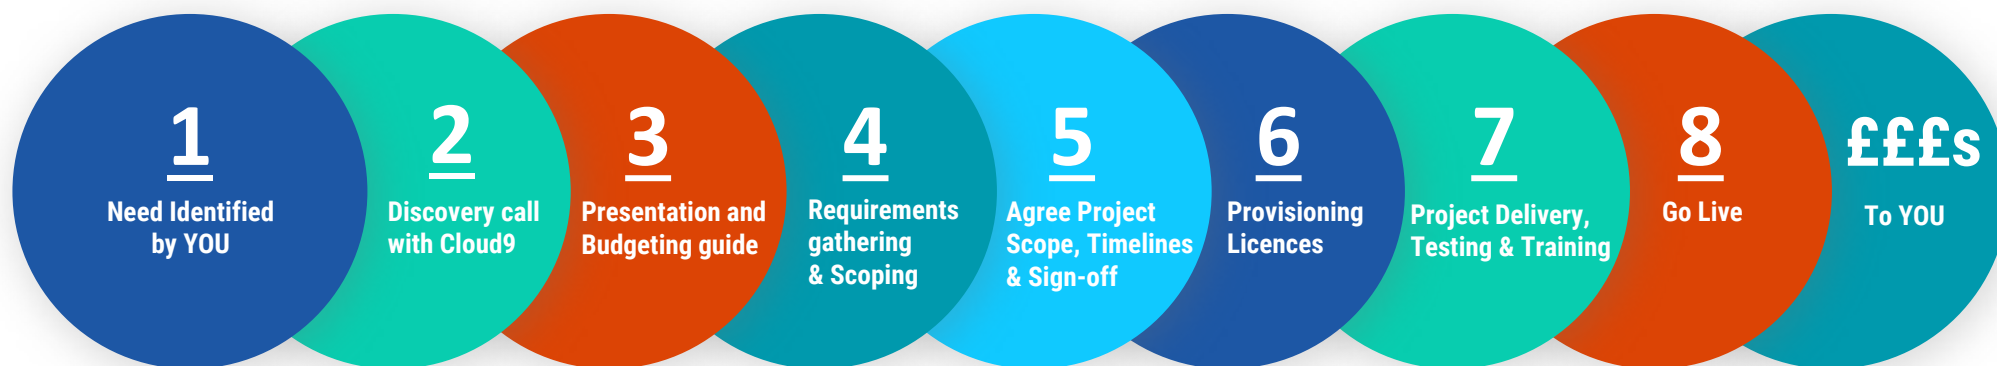 1
Need Identified
by YOU
2
Discovery call
with Cloud9
3
Presentation and
Budgeting guide
4
Requirements
gathering
& Scoping
5
Agree Project
Scope, Timelines
& Sign-off
6
Provisioning
Licences
7
Project Delivery,
Testing & Training
8
Go Live
£££s
To YOU